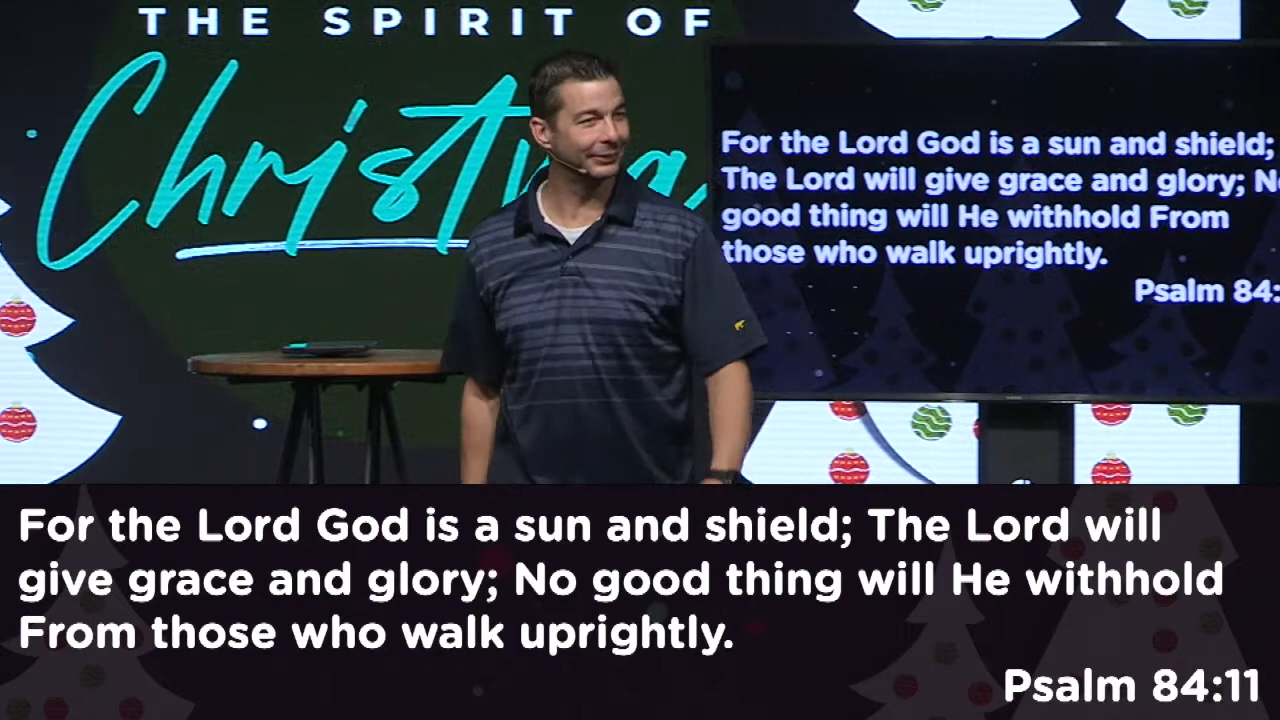 THE SPIRIT OF
For the Lord God is a sun and shield;
The Lord will give grace and glory;
good thing will He withhold From
those who walk uprightly.
Psalm 84:
For the Lord God is a sun and shield; The Lord will
give grace and glory; No good thing will He withhold
From those who walk uprightly.
Psalm 84:11